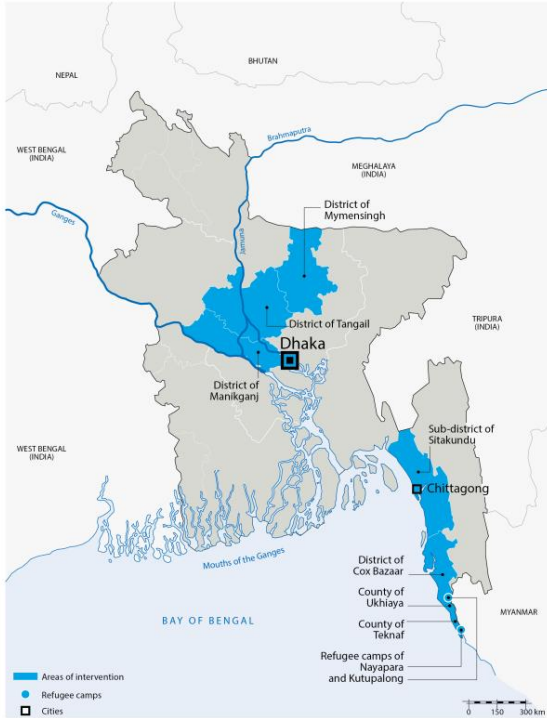 BHUTAN
NEPAL
Brahmaputra
WEST BENGAL
(INDIA)
MEGHALAYA
(INDIA)
District of
Mymensingh
Ganges
Jamuna
TRIPURA
(INDIA)
District of Tangail
Dhaka
District of
Manikganj
Sub-district of
Sitakundu
WEST BENGAL
(INDIA)
Chittagong
Mouths of the Ganges
District of
Cox Bazaar
County of
Ukhiaya
MYANMAR
BAY OF BENGAL
County of
Teknaf
Refugee camps of
Nayapara
and Kutupalong
Areas of intervention
Refugee camps
Cities
0 150 300 km